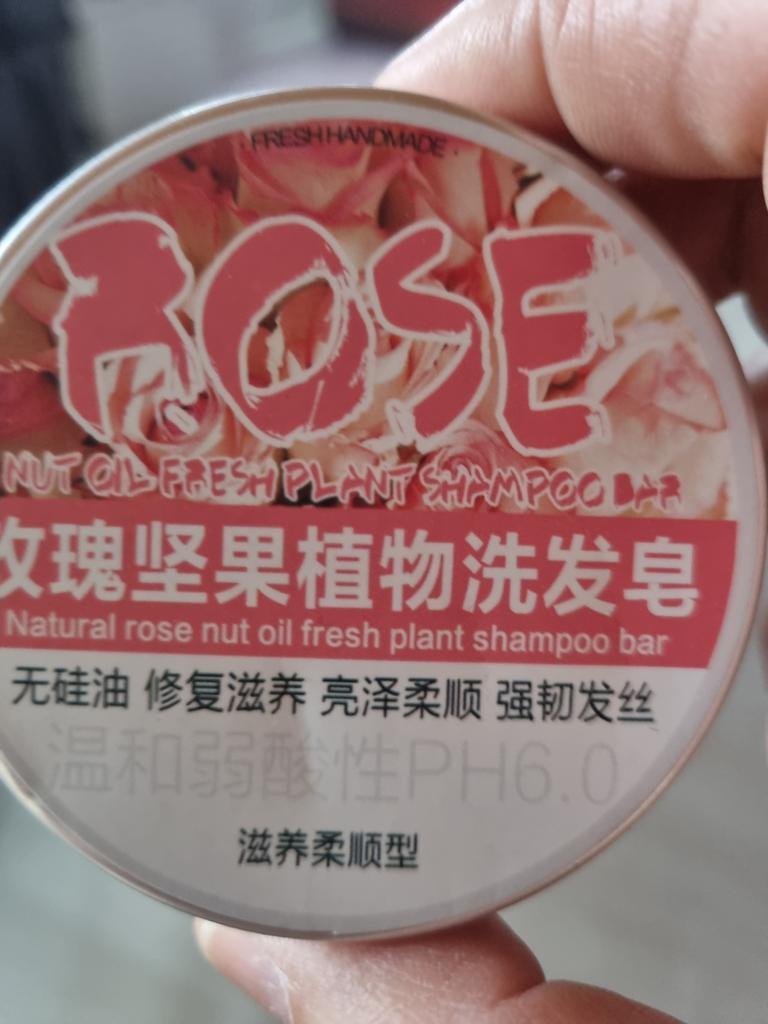 · FRESH HANDMADE ·
ROSE
NUT OIL FRESH PLANT SHAMPOO BAR
玫瑰坚果植物洗发皂
Natural rose nut oil fresh plant shampoo bar
无硅油 修复滋养 亮泽柔顺 强韧发丝
温和弱酸性PH6.0
滋养柔顺型